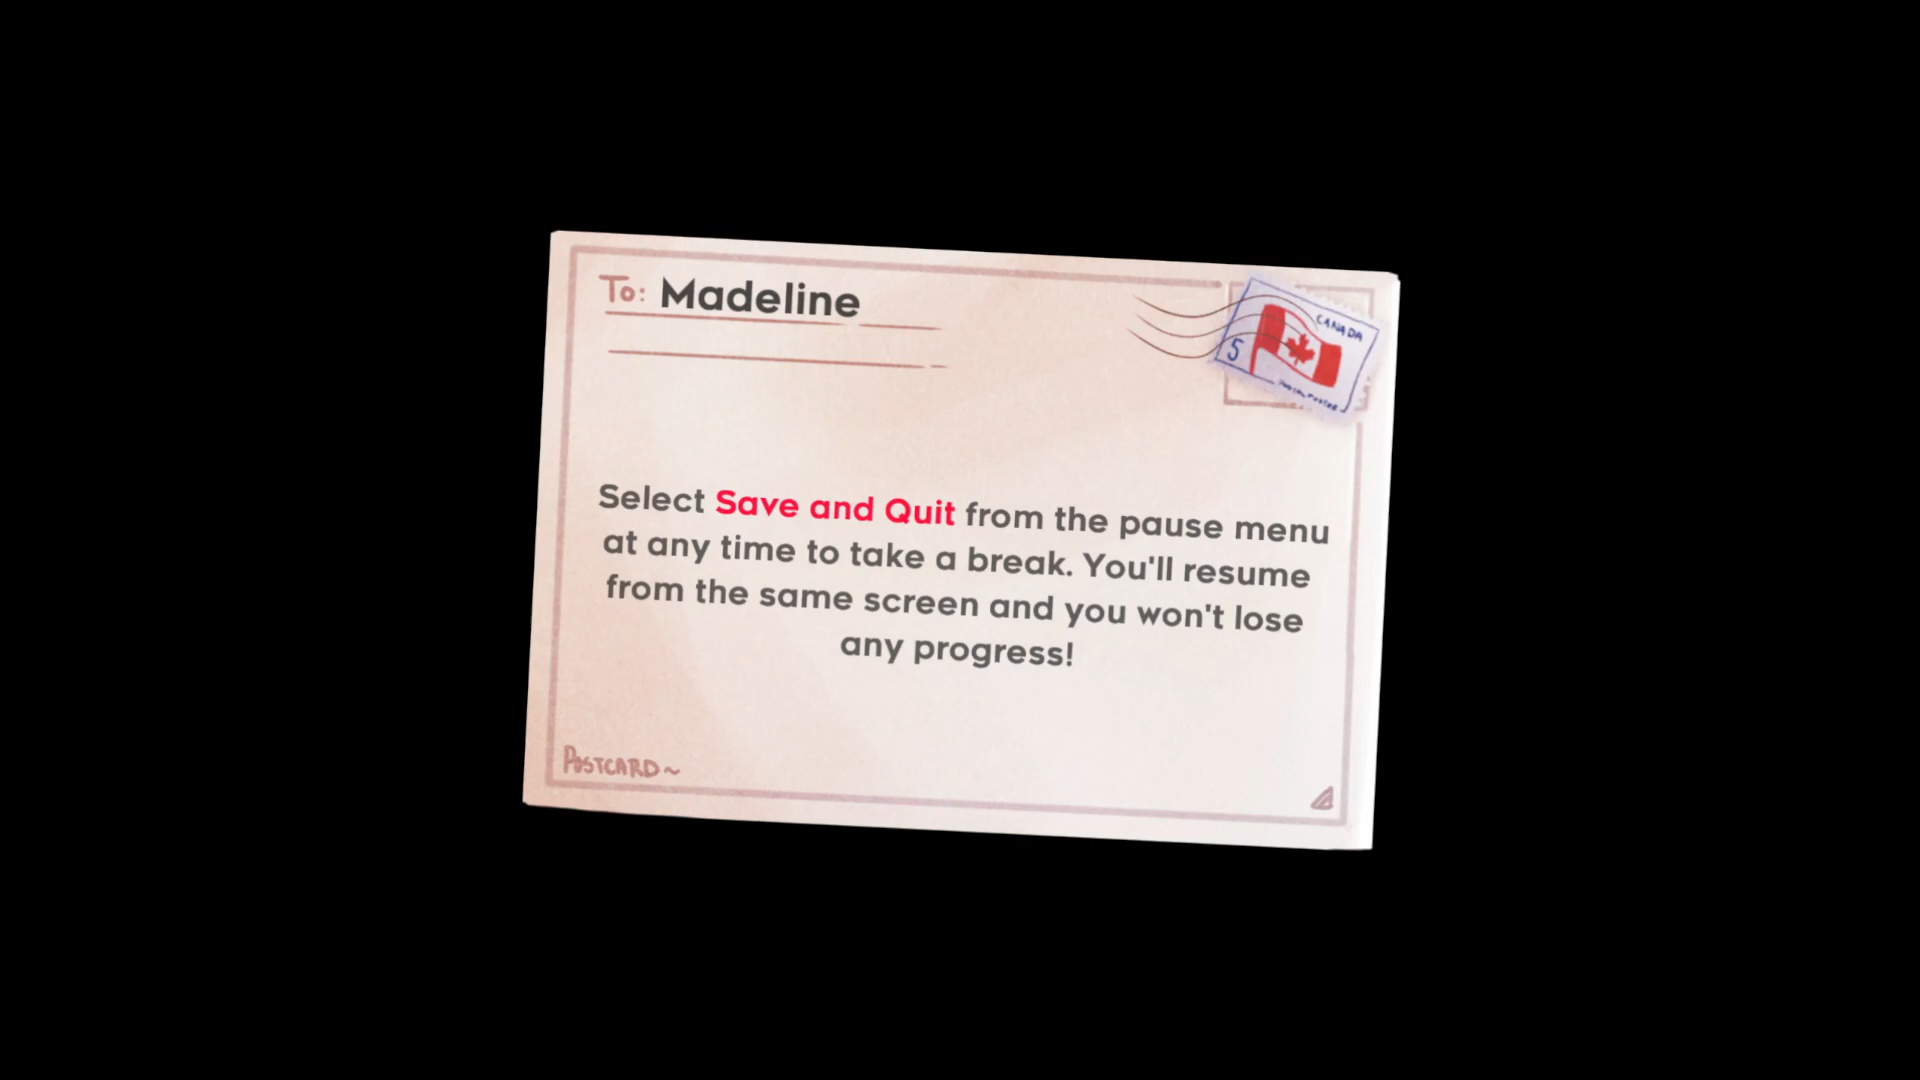 To: Madeline
CANADA
5
Select Save and Quit from the pause menu
at any time to take a break. You'll resume
from the same screen and you won't lose
any progress!
POSTCARD~